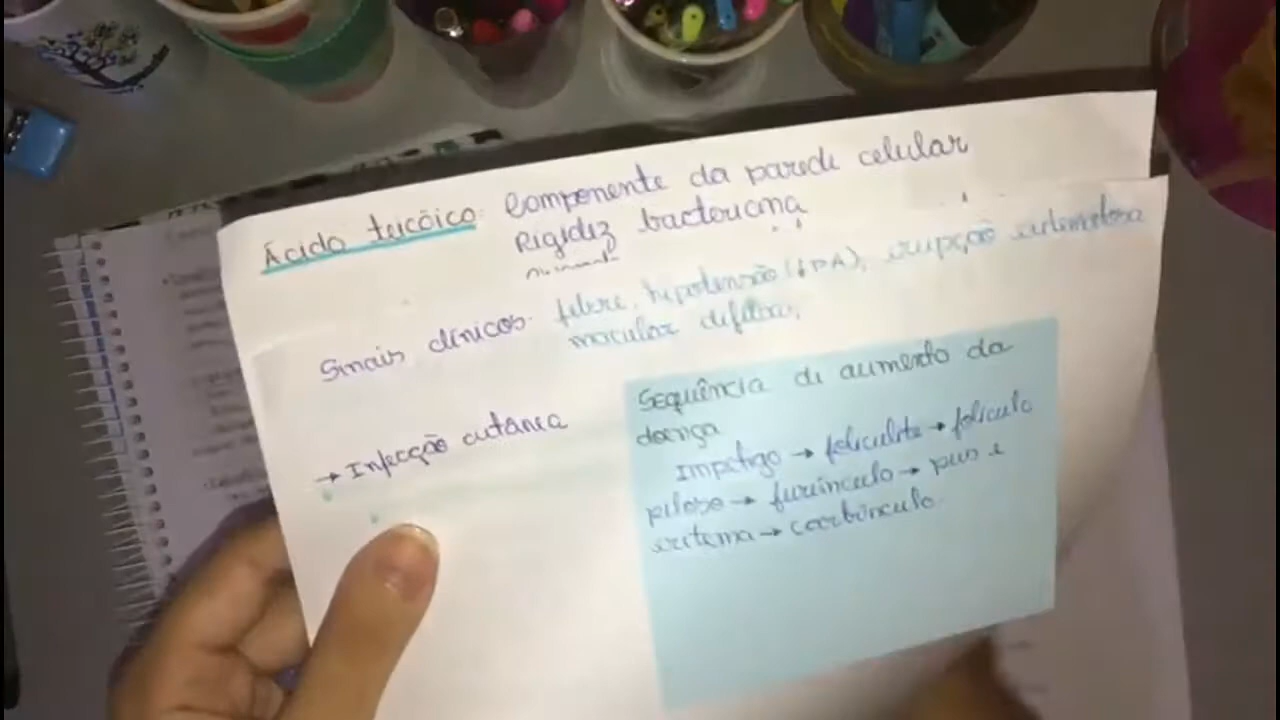 Ácido teicóico: Componente da parede celular
Rigidez bacteriana
Sinais clínicos: febre, hipotensão (↓PA), erupção eritematosa
macular difusa,
→ Infecção cutânea
Sequência de aumento da
doença
Impetigo → foliculite → folículo
piloso → furúnculo → pus e
eritema → carbúnculo